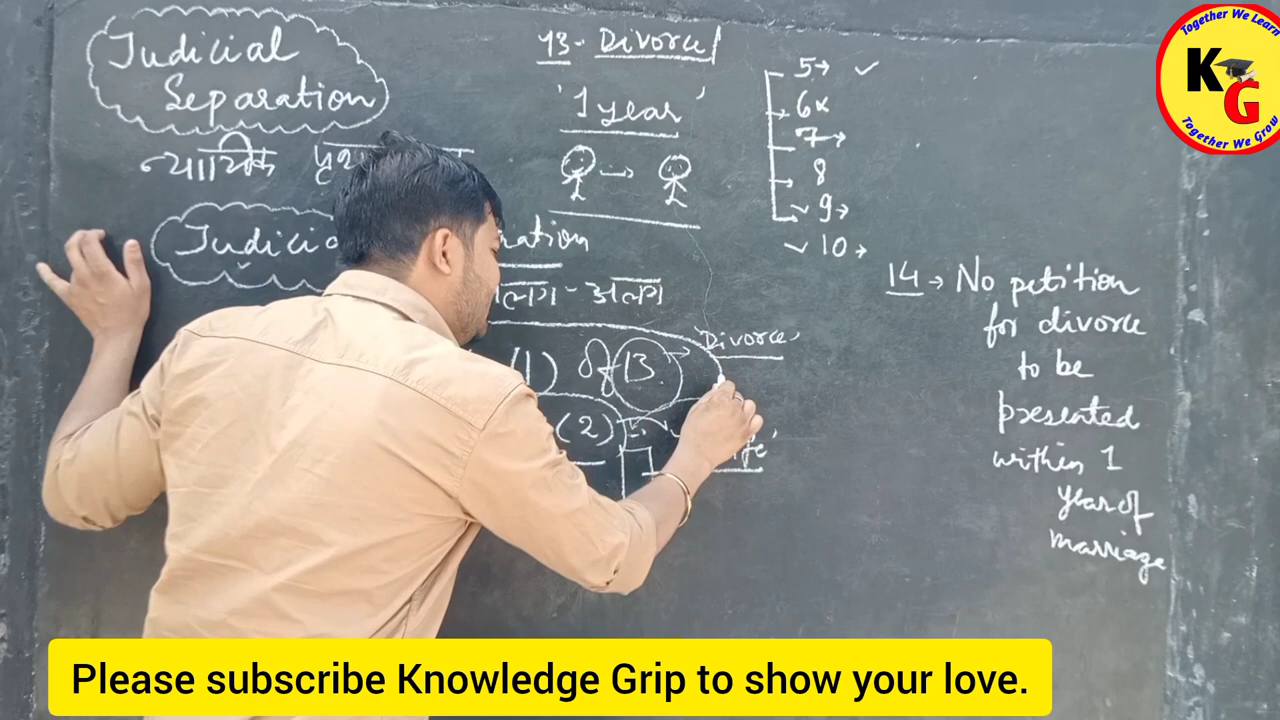 Judicial
Separation
न्यायिक
13- Divorce
'1 year'
5→ ✓
6×
7→
8
9→
10→
Judicia ration
अलग-अलग
(1) of 13 → 'Divorce'
(2)
14 → No petition
for divorce
to be
presented
within 1
year of
marriage
Together We Learn
KG
Together We Grow
Please subscribe Knowledge Grip to show your love.